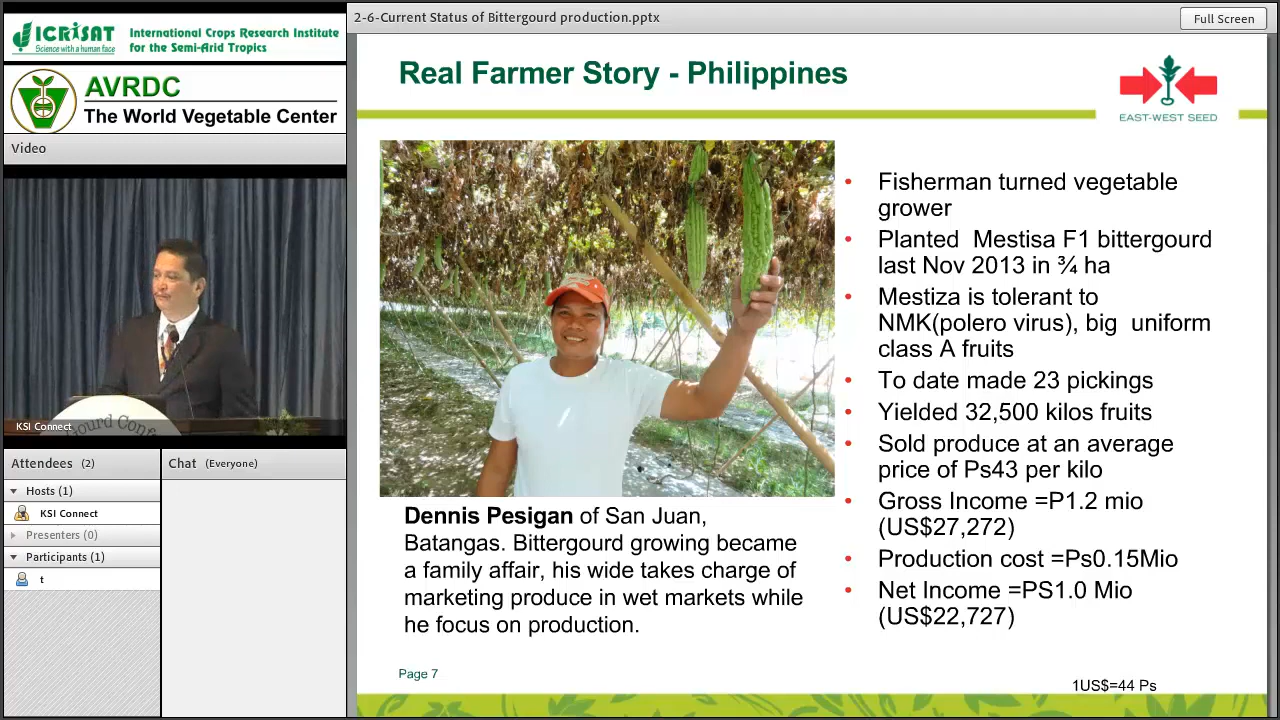 2-6-Current Status of Bittergourd production.pptx
Full Screen
ICRISAT
Science with a human face
International Crops Research Institute
for the Semi-Arid Tropics
AVRDC
The World Vegetable Center
Video
KSI Connect
Attendees (2)
Hosts (1)
KSI Connect
Presenters (0)
Participants (1)
t
Chat (Everyone)
Real Farmer Story - Philippines
EAST-WEST SEED
Dennis Pesigan of San Juan,
Batangas. Bittergourd growing became
a family affair, his wide takes charge of
marketing produce in wet markets while
he focus on production.
• Fisherman turned vegetable
grower
• Planted Mestisa F1 bittergourd
last Nov 2013 in ¾ ha
• Mestiza is tolerant to
NMK(polero virus), big uniform
class A fruits
• To date made 23 pickings
• Yielded 32,500 kilos fruits
• Sold produce at an average
price of Ps43 per kilo
• Gross Income =P1.2 mio
(US$27,272)
• Production cost =Ps0.15Mio
• Net Income =PS1.0 Mio
(US$22,727)
Page 7
1US$=44 Ps